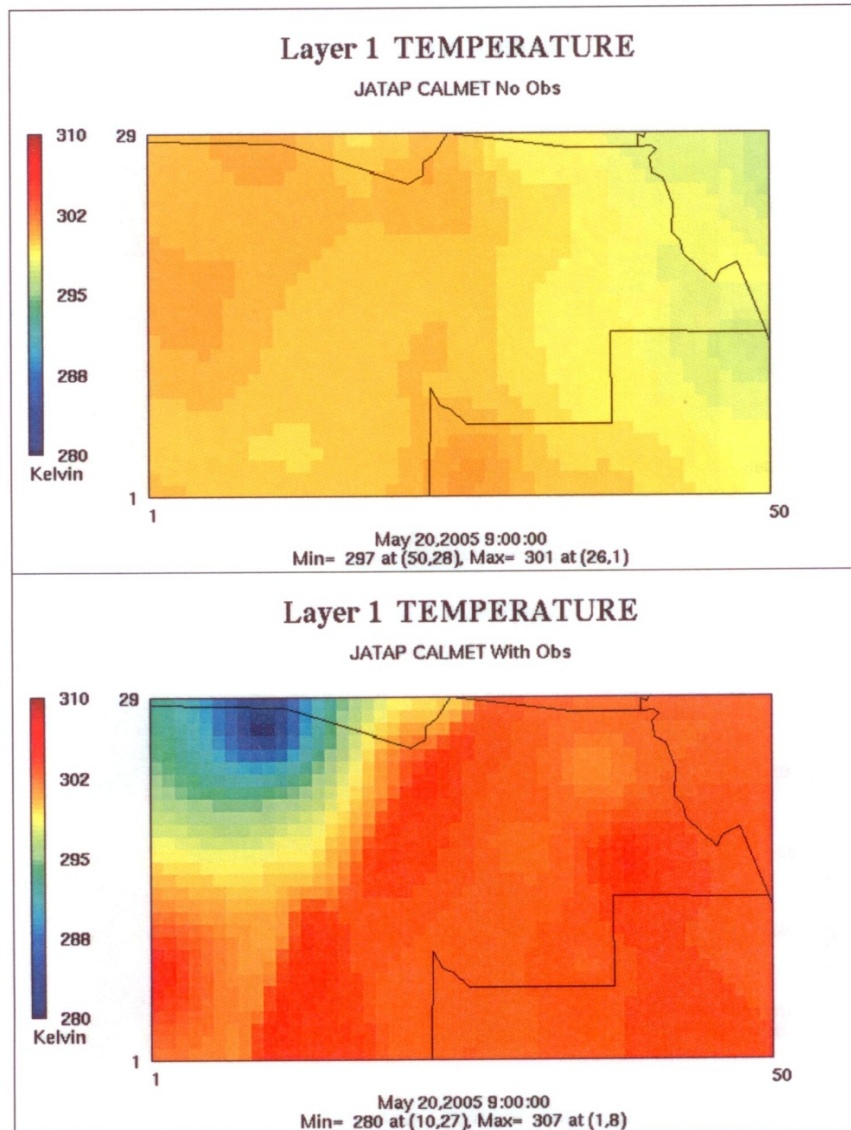 Layer 1 TEMPERATURE
JATAP CALMET No Obs
310
302
295
288
280
Kelvin
29
1
1
50
May 20,2005 9:00:00
Min= 297 at (50,28), Max= 301 at (26,1)
Layer 1 TEMPERATURE
JATAP CALMET With Obs
310
302
295
288
280
Kelvin
29
1
1
50
May 20,2005 9:00:00
Min= 280 at (10,27), Max= 307 at (1,8)